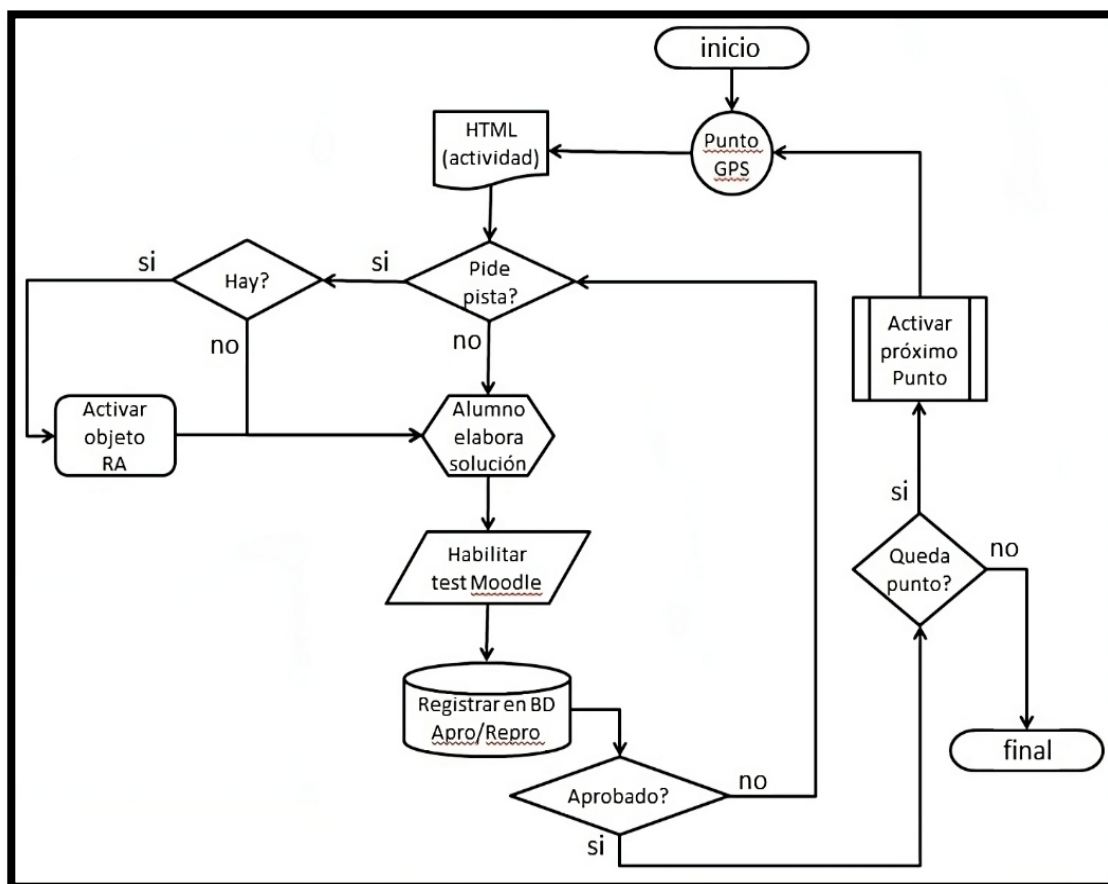 inicio
Punto
GPS
HTML
(actividad)
Pide
pista?
si
Hay?
si
no
no
Activar
objeto
RA
Alumno
elabora
solución
Habilitar
test Moodle
Registrar en BD
Apro/Repro
Aprobado?
no
si
Queda
punto?
si
no
Activar
próximo
Punto
final